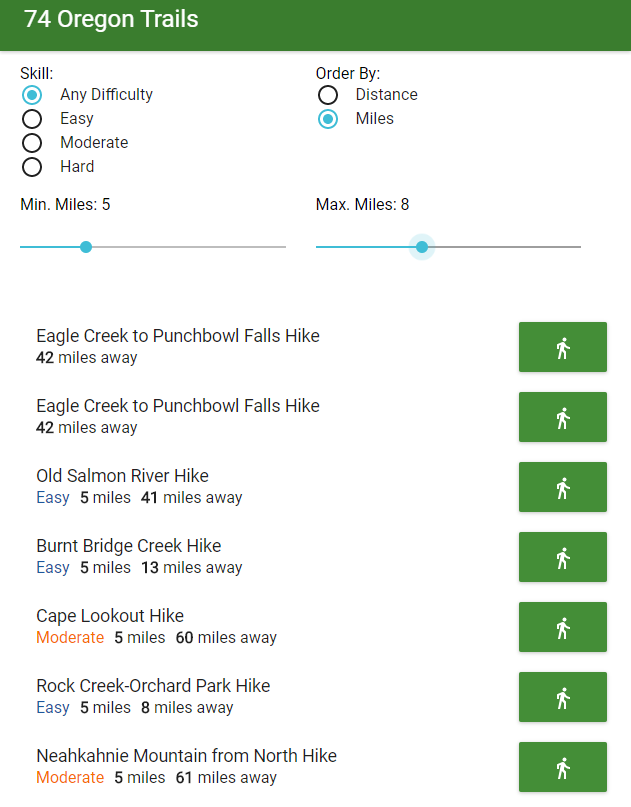 74 Oregon Trails
Skill:
Any Difficulty
Easy
Moderate
Hard
Order By:
Distance
Miles
Min. Miles: 5
Max. Miles: 8
Eagle Creek to Punchbowl Falls Hike
42 miles away
Eagle Creek to Punchbowl Falls Hike
42 miles away
Old Salmon River Hike
Easy 5 miles 41 miles away
Burnt Bridge Creek Hike
Easy 5 miles 13 miles away
Cape Lookout Hike
Moderate 5 miles 60 miles away
Rock Creek-Orchard Park Hike
Easy 5 miles 8 miles away
Neahkahnie Mountain from North Hike
Moderate 5 miles 61 miles away